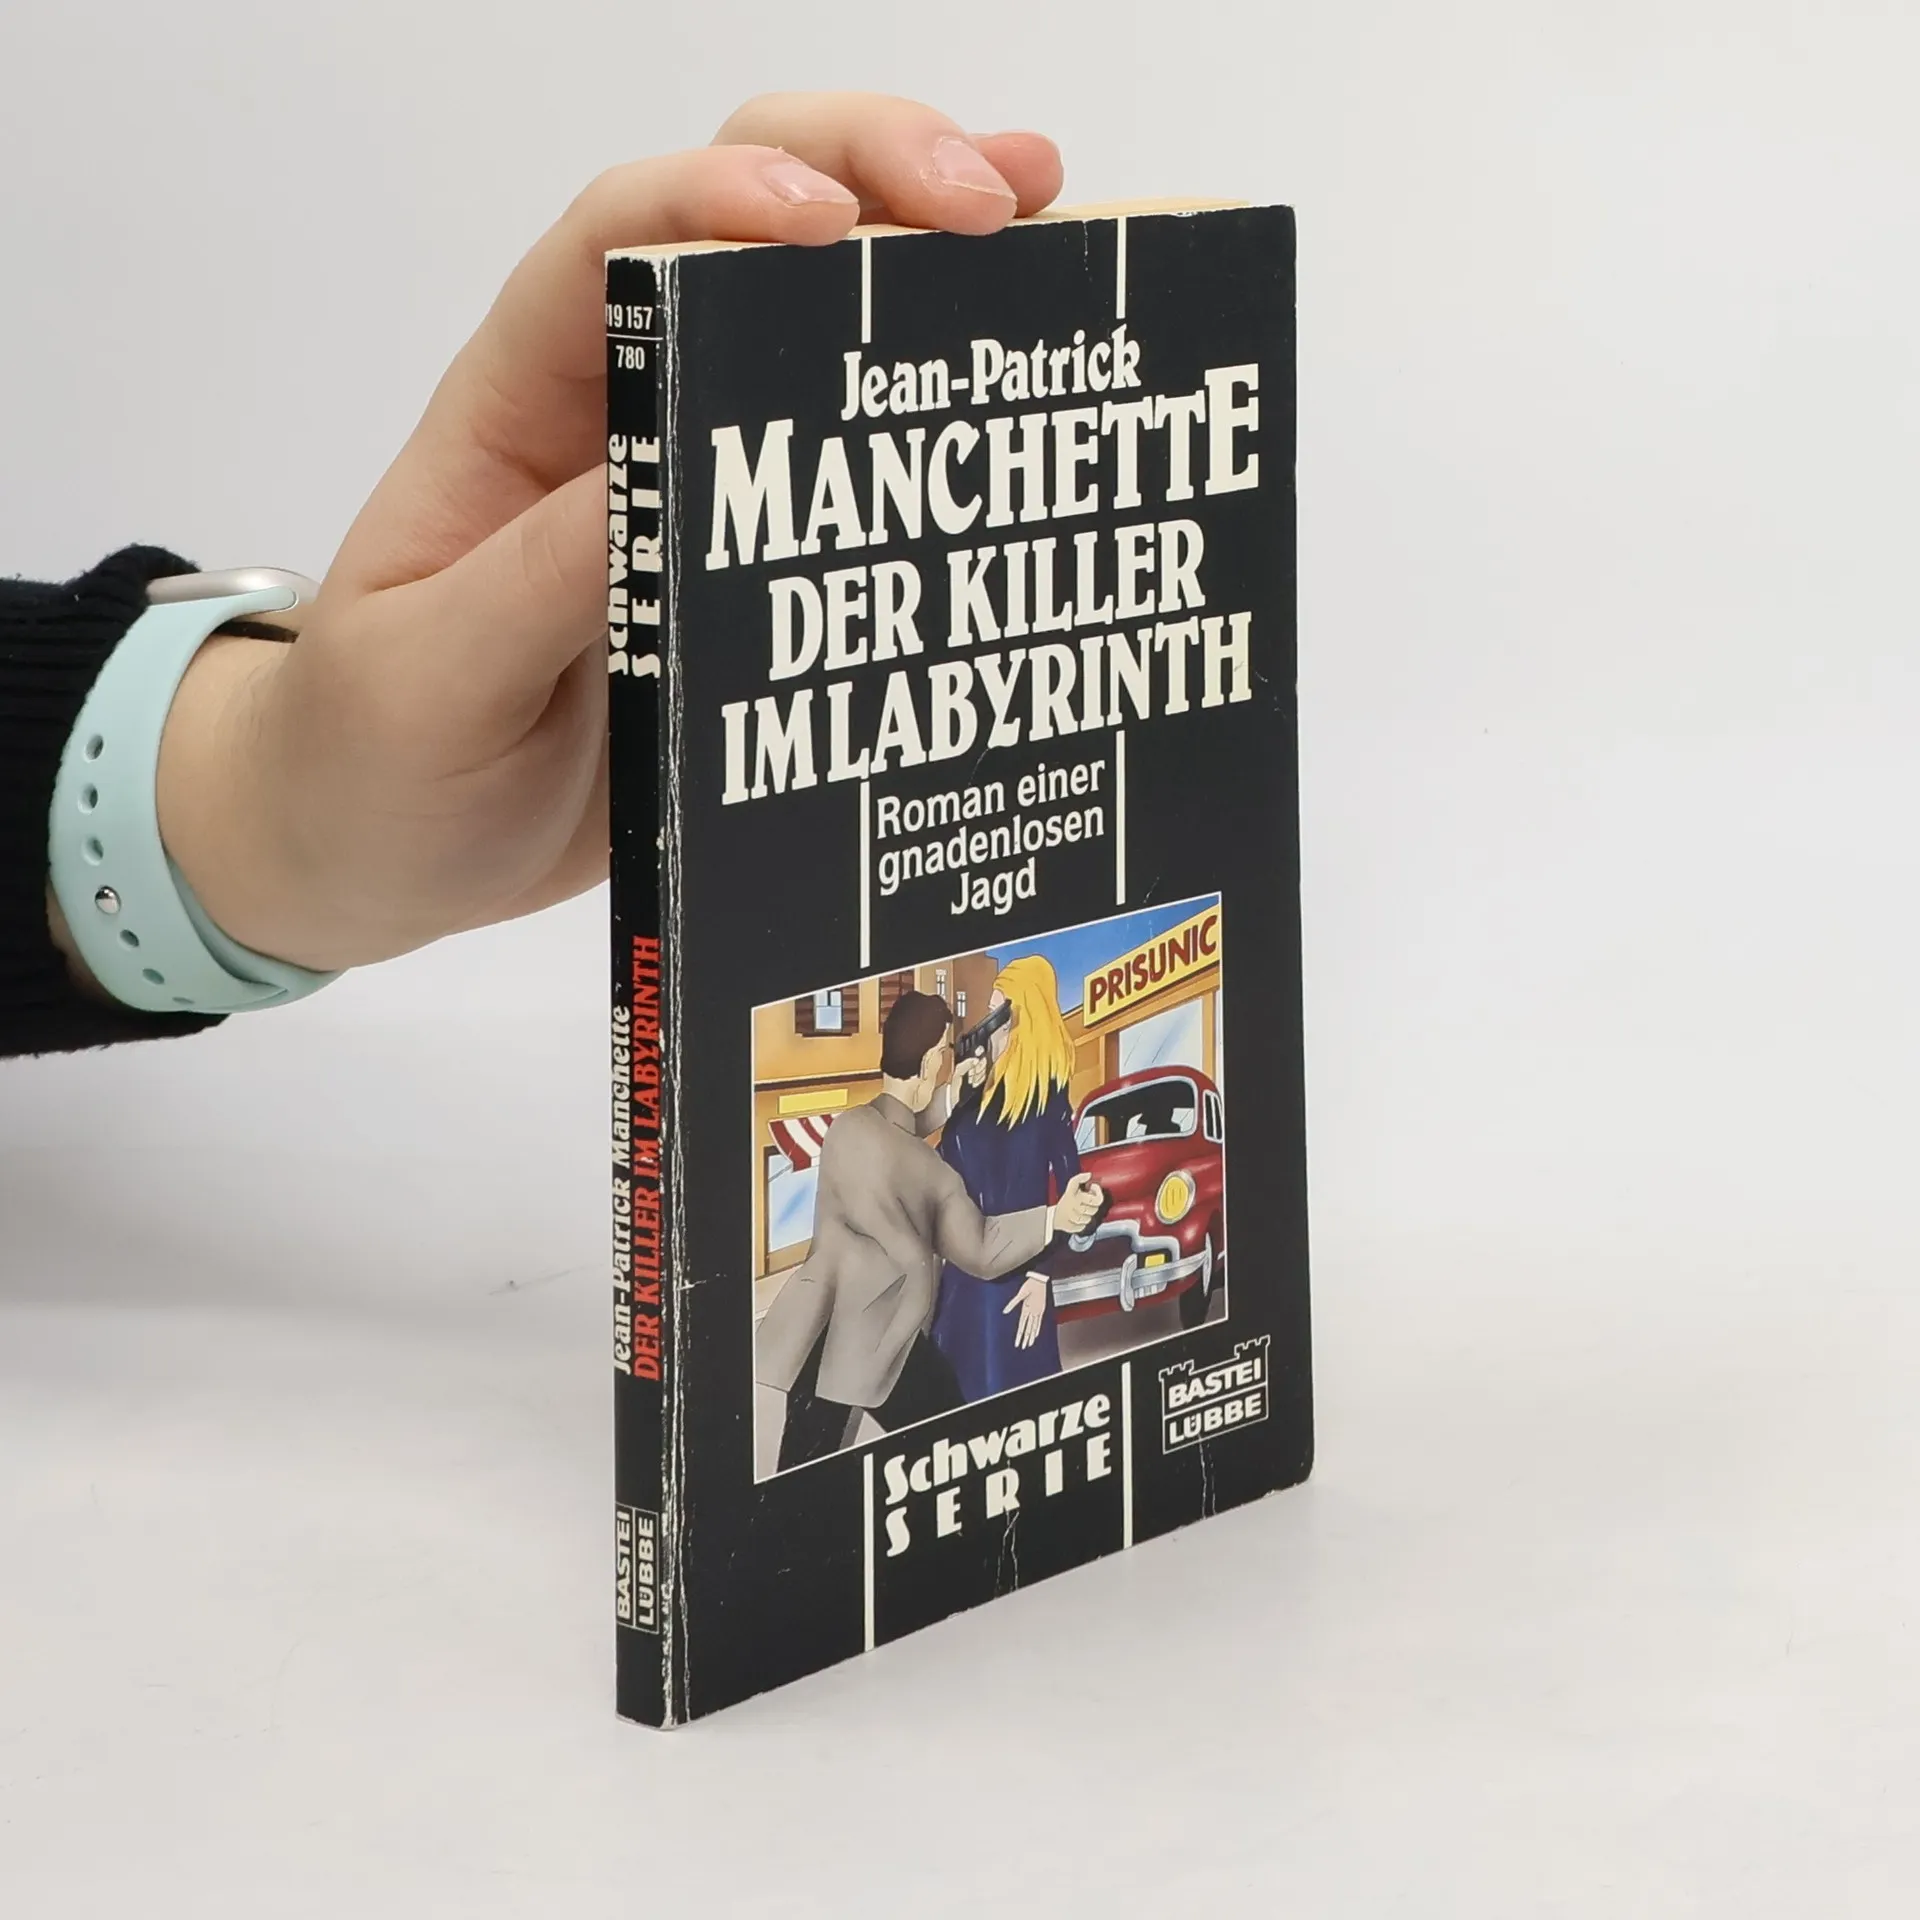 19 157
780
Schwarze
SERIE
Jean-Patrick Manchette
DER KILLER IM LABYRINTH
BASTEI
LÜBBE
Jean-Patrick
MANCHETTE
DER KILLER
IM LABYRINTH
Roman einer
gnadenlosen
Jagd
PRISUNIC
Schwarze
SERIE
BASTEI
LÜBBE